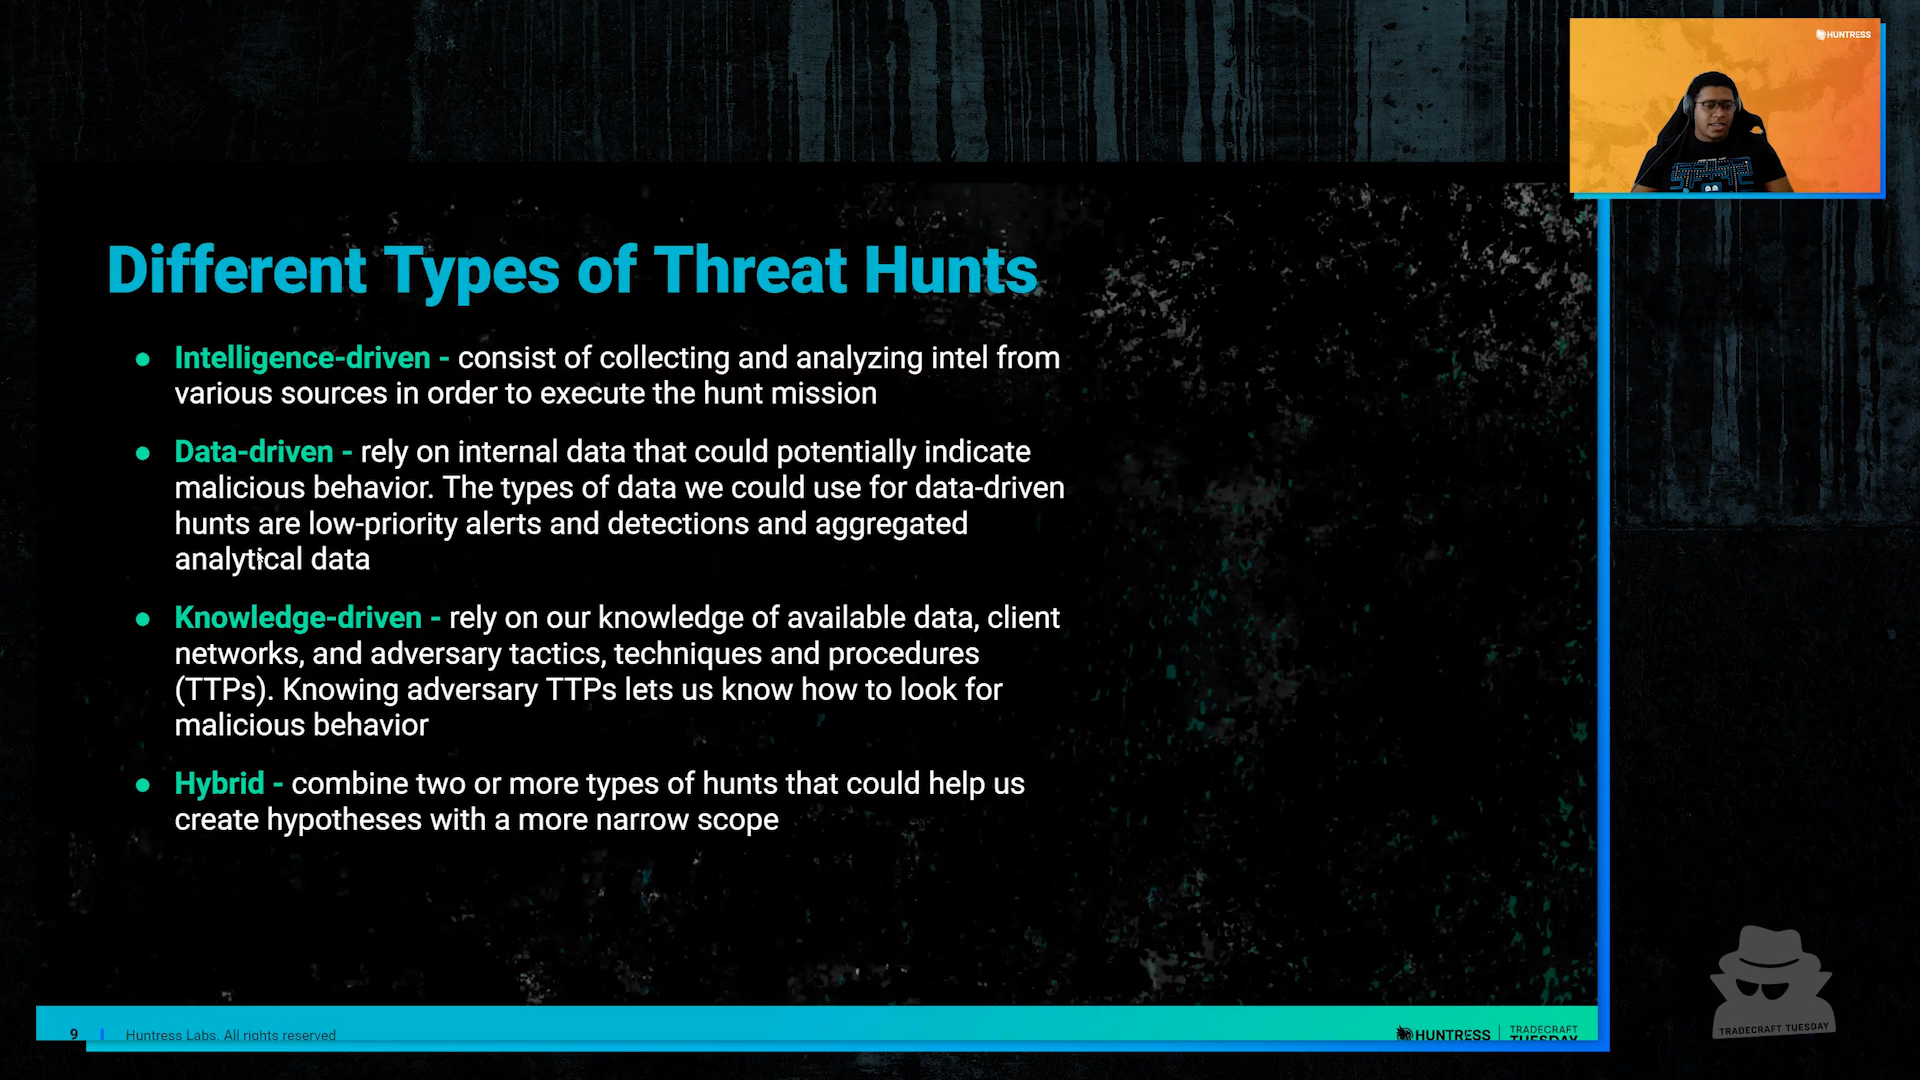 HUNTRESS
Different Types of Threat Hunts
Intelligence-driven - consist of collecting and analyzing intel from
various sources in order to execute the hunt mission
Data-driven - rely on internal data that could potentially indicate
malicious behavior. The types of data we could use for data-driven
hunts are low-priority alerts and detections and aggregated
analytical data
Knowledge-driven - rely on our knowledge of available data, client
networks, and adversary tactics, techniques and procedures
(TTPs). Knowing adversary TTPs lets us know how to look for
malicious behavior
Hybrid - combine two or more types of hunts that could help us
create hypotheses with a more narrow scope
9
Huntress Labs. All rights reserved
HUNTRESS
TRADECRAFT
TUESDAY
TRADECRAFT TUESDAY